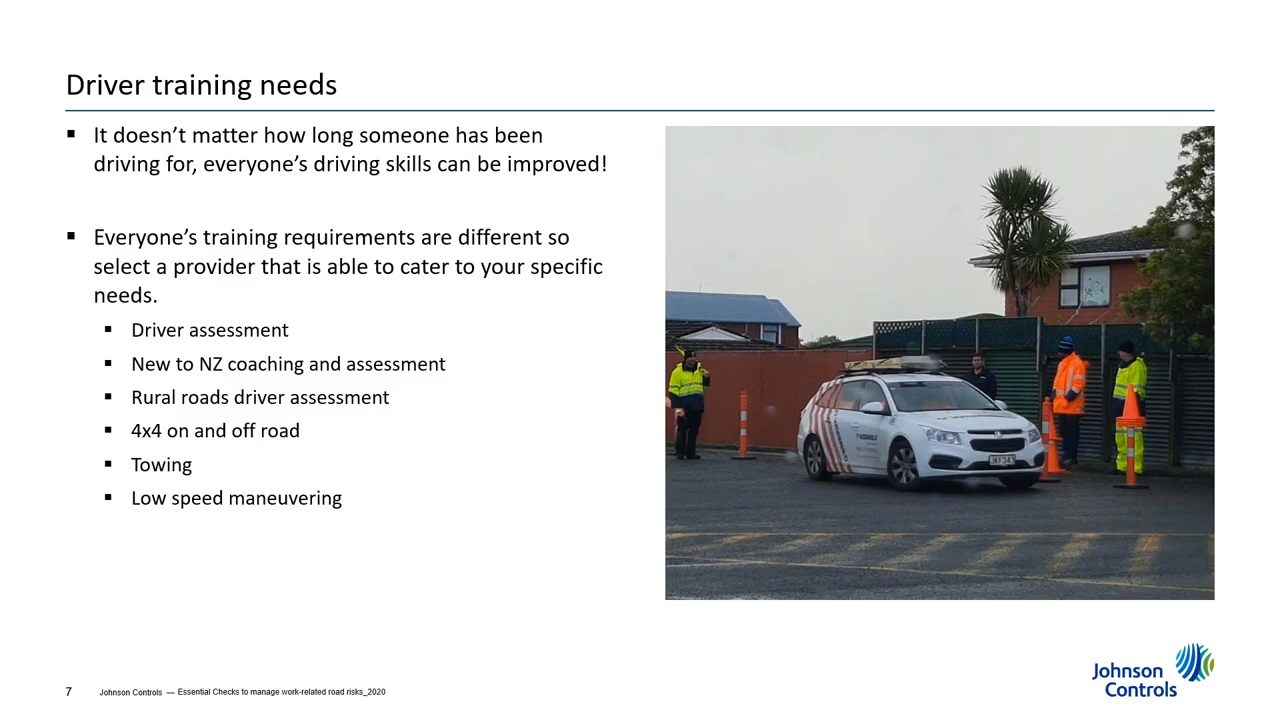 Driver training needs
▪ It doesn’t matter how long someone has been
driving for, everyone’s driving skills can be improved!
▪ Everyone’s training requirements are different so
select a provider that is able to cater to your specific
needs.
▪ Driver assessment
▪ New to NZ coaching and assessment
▪ Rural roads driver assessment
▪ 4x4 on and off road
▪ Towing
▪ Low speed maneuvering
7 Johnson Controls — Essential Checks to manage work-related road risks_2020
Johnson
Controls